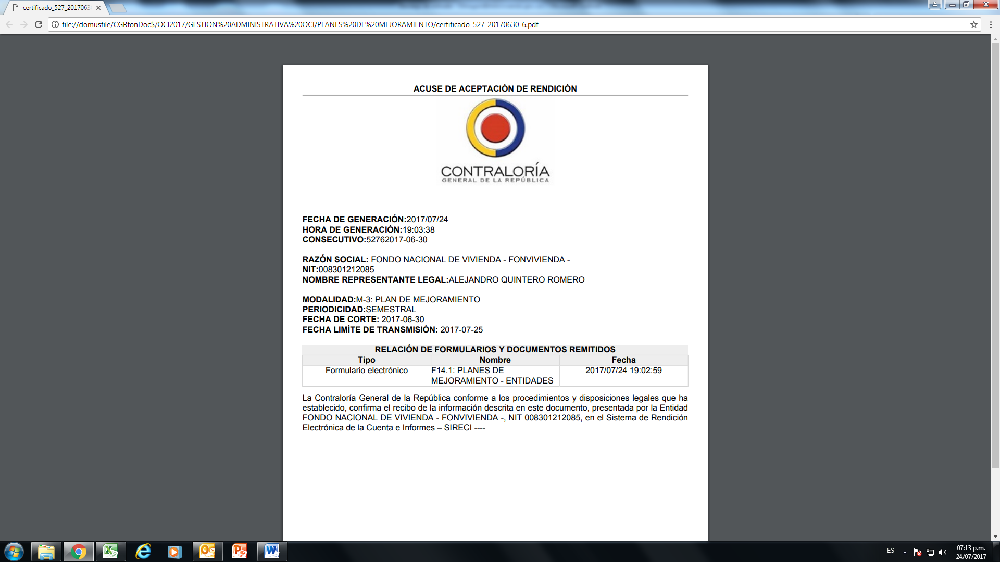 certificado_527_2017063
file://domusfile/CGRfonDoc$/OCI2017/GESTION%20ADMINISTRATIVA%20OCI/PLANES%20DE%20MEJORAMIENTO/certificado_527_20170630_6.pdf
ACUSE DE ACEPTACIÓN DE RENDICIÓN
CONTRALORÍA
GENERAL DE LA REPÚBLICA
FECHA DE GENERACIÓN:2017/07/24
HORA DE GENERACIÓN:19:03:38
CONSECUTIVO:52762017-06-30
RAZÓN SOCIAL: FONDO NACIONAL DE VIVIENDA - FONVIVIENDA -
NIT:008301212085
NOMBRE REPRESENTANTE LEGAL:ALEJANDRO QUINTERO ROMERO
MODALIDAD:M-3: PLAN DE MEJORAMIENTO
PERIODICIDAD:SEMESTRAL
FECHA DE CORTE: 2017-06-30
FECHA LIMÍTE DE TRANSMISIÓN: 2017-07-25
RELACIÓN DE FORMULARIOS Y DOCUMENTOS REMITIDOS
Tipo Nombre Fecha
Formulario electrónico F14.1: PLANES DE 2017/07/24 19:02:59
MEJORAMIENTO - ENTIDADES
La Contraloría General de la República conforme a los procedimientos y disposiciones legales que ha
establecido, confirma el recibo de la información descrita en este documento, presentada por la Entidad
FONDO NACIONAL DE VIVIENDA - FONVIVIENDA -, NIT 008301212085, en el Sistema de Rendición
Electrónica de la Cuenta e Informes – SIRECI ----
ES
07:13 p.m.
24/07/2017